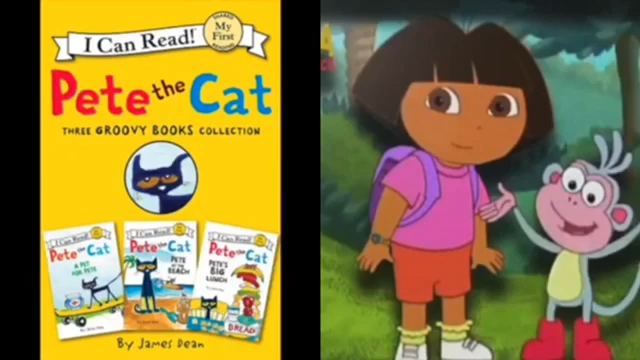 I Can Read!
SHARED
My
First
READING
Pete the Cat
THREE GROOVY BOOKS COLLECTION
I Can Read!
Pete the Cat
A PET FOR PETE
I Can Read!
Pete the Cat
PETE
AT THE
BEACH
I Can Read!
Pete the Cat
PETE'S
BIG
LUNCH
BREAD
By James Dean